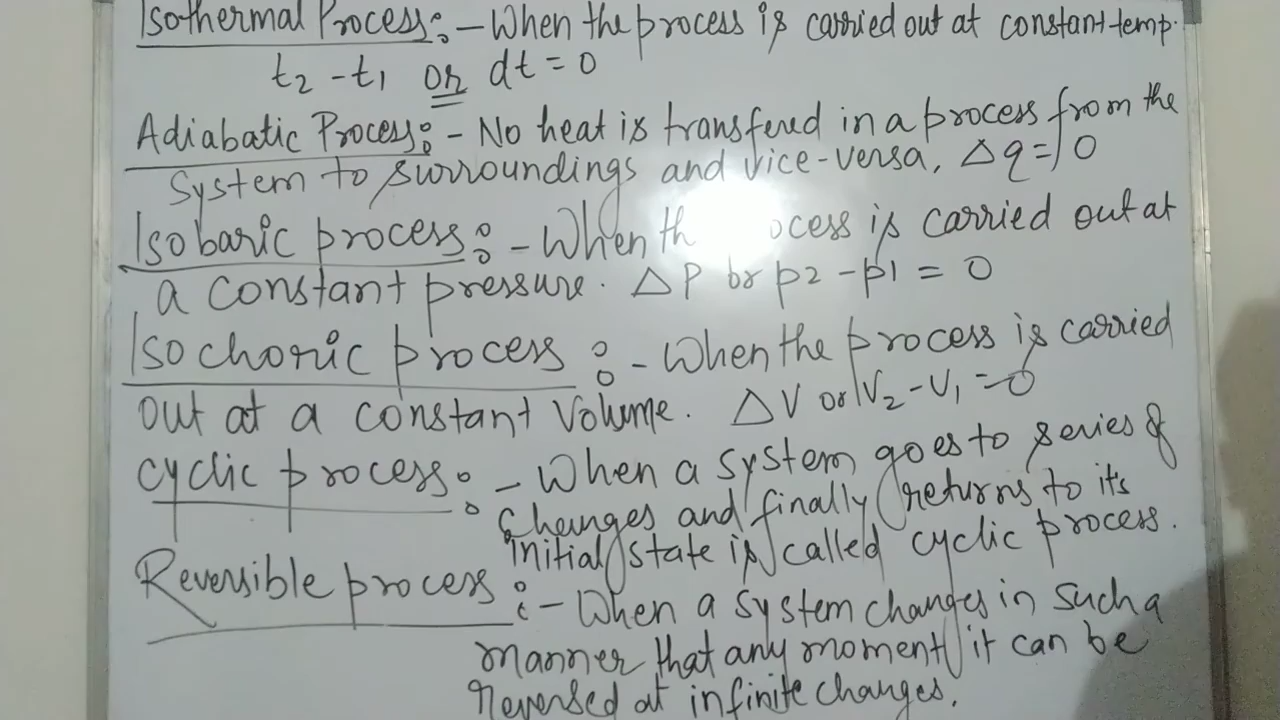 Isothermal Process:- When the process is carried out at constant temp.
t2 - t1 or dt = 0
Adiabatic Process:- No heat is transfered in a process from the
System to surroundings and vice-versa, Δq = 0
Isobaric process:- When th ocess is carried out at
a constant pressure. ΔP or p2 - p1 = 0
Isochoric process:- When the process is carried
out at a constant Volume. ΔV or V2 - V1 = 0
cyclic process:- When a system goes to series of
changes and finally returns to its
initial state is called cyclic process.
Reversible process:- When a system changes in such a
manner that any moment it can be
reversed at infinite changes.